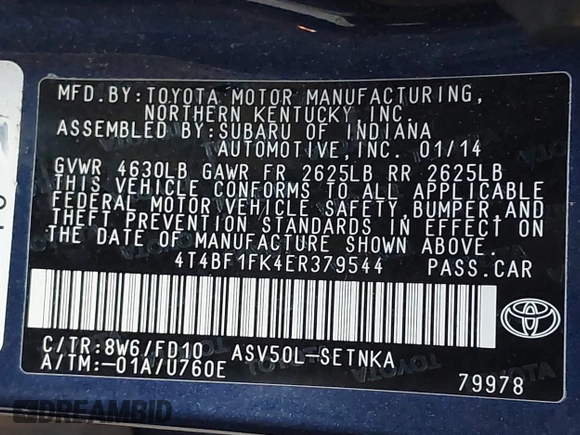 MFD.BY:TOYOTA MOTOR MANUFACTURING,
NORTHERN KENTUCKY, INC.
ASSEMBLED BY:SUBARU OF INDIANA
AUTOMOTIVE, INC. 01/14
GVWR 4630LB GAWR FR 2625LB RR 2625LB
THIS VEHICLE CONFORMS TO ALL APPLICABLE
FEDERAL MOTOR VEHICLE SAFETY, BUMPER, AND
THEFT PREVENTION STANDARDS IN EFFECT ON
THE DATE OF MANUFACTURE SHOWN ABOVE.
4T4BF1FK4ER379544 PASS.CAR
C/TR:8W6/FD10 ASV50L-SETNKA
A/TM:-01A/U760E
79978
DREAMBID